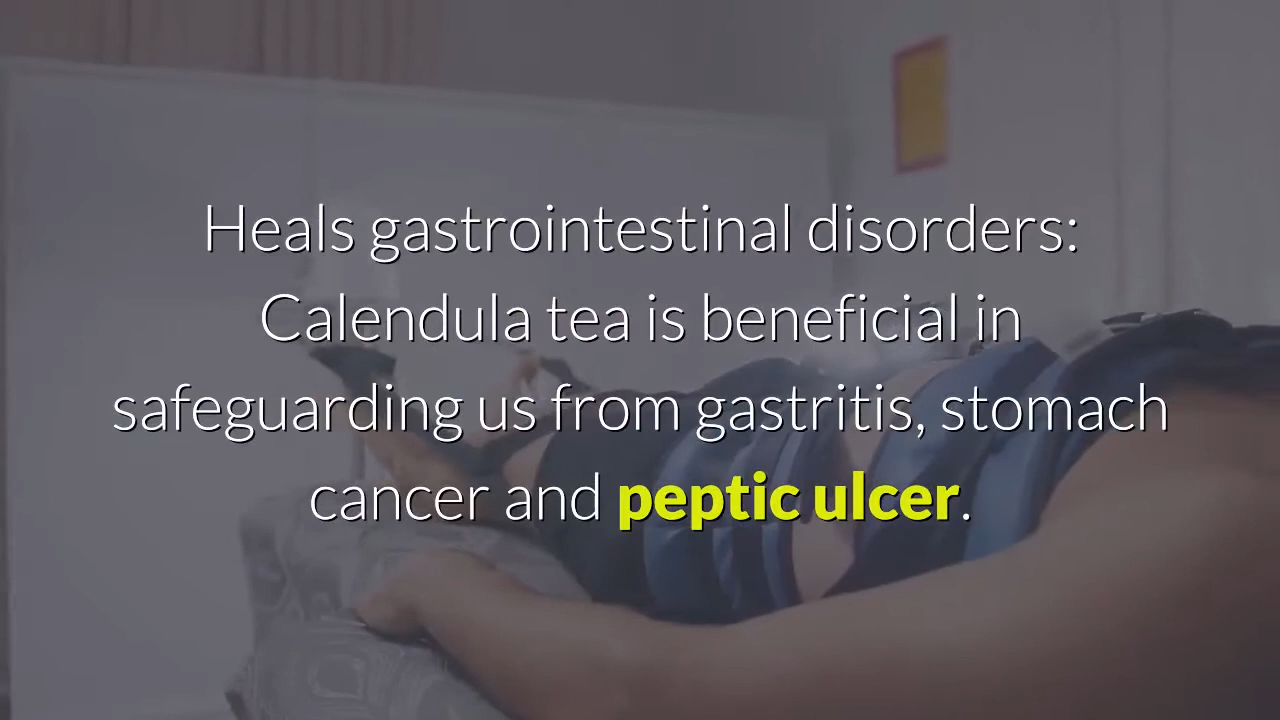 Heals gastrointestinal disorders:
Calendula tea is beneficial in
safeguarding us from gastritis, stomach
cancer and peptic ulcer.